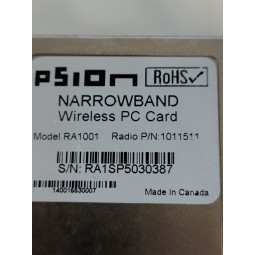 PSION RoHS✓
NARROWBAND
Wireless PC Card
Model RA1001 Radio P/N:1011511
S/N: RA1SP5030387
140016630007 Made In Canada